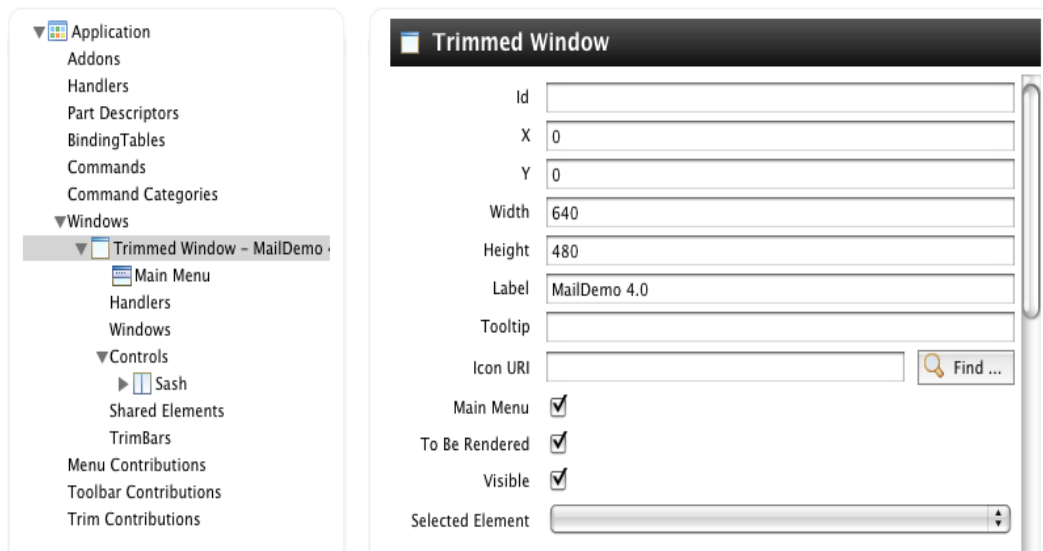 Application
Addons
Handlers
Part Descriptors
BindingTables
Commands
Command Categories
Windows
Trimmed Window – MailDemo
Main Menu
Handlers
Windows
Controls
Sash
Shared Elements
TrimBars
Menu Contributions
Toolbar Contributions
Trim Contributions
Trimmed Window
Id
X 0
Y 0
Width 640
Height 480
Label MailDemo 4.0
Tooltip
Icon URI Find ...
Main Menu
To Be Rendered
Visible
Selected Element